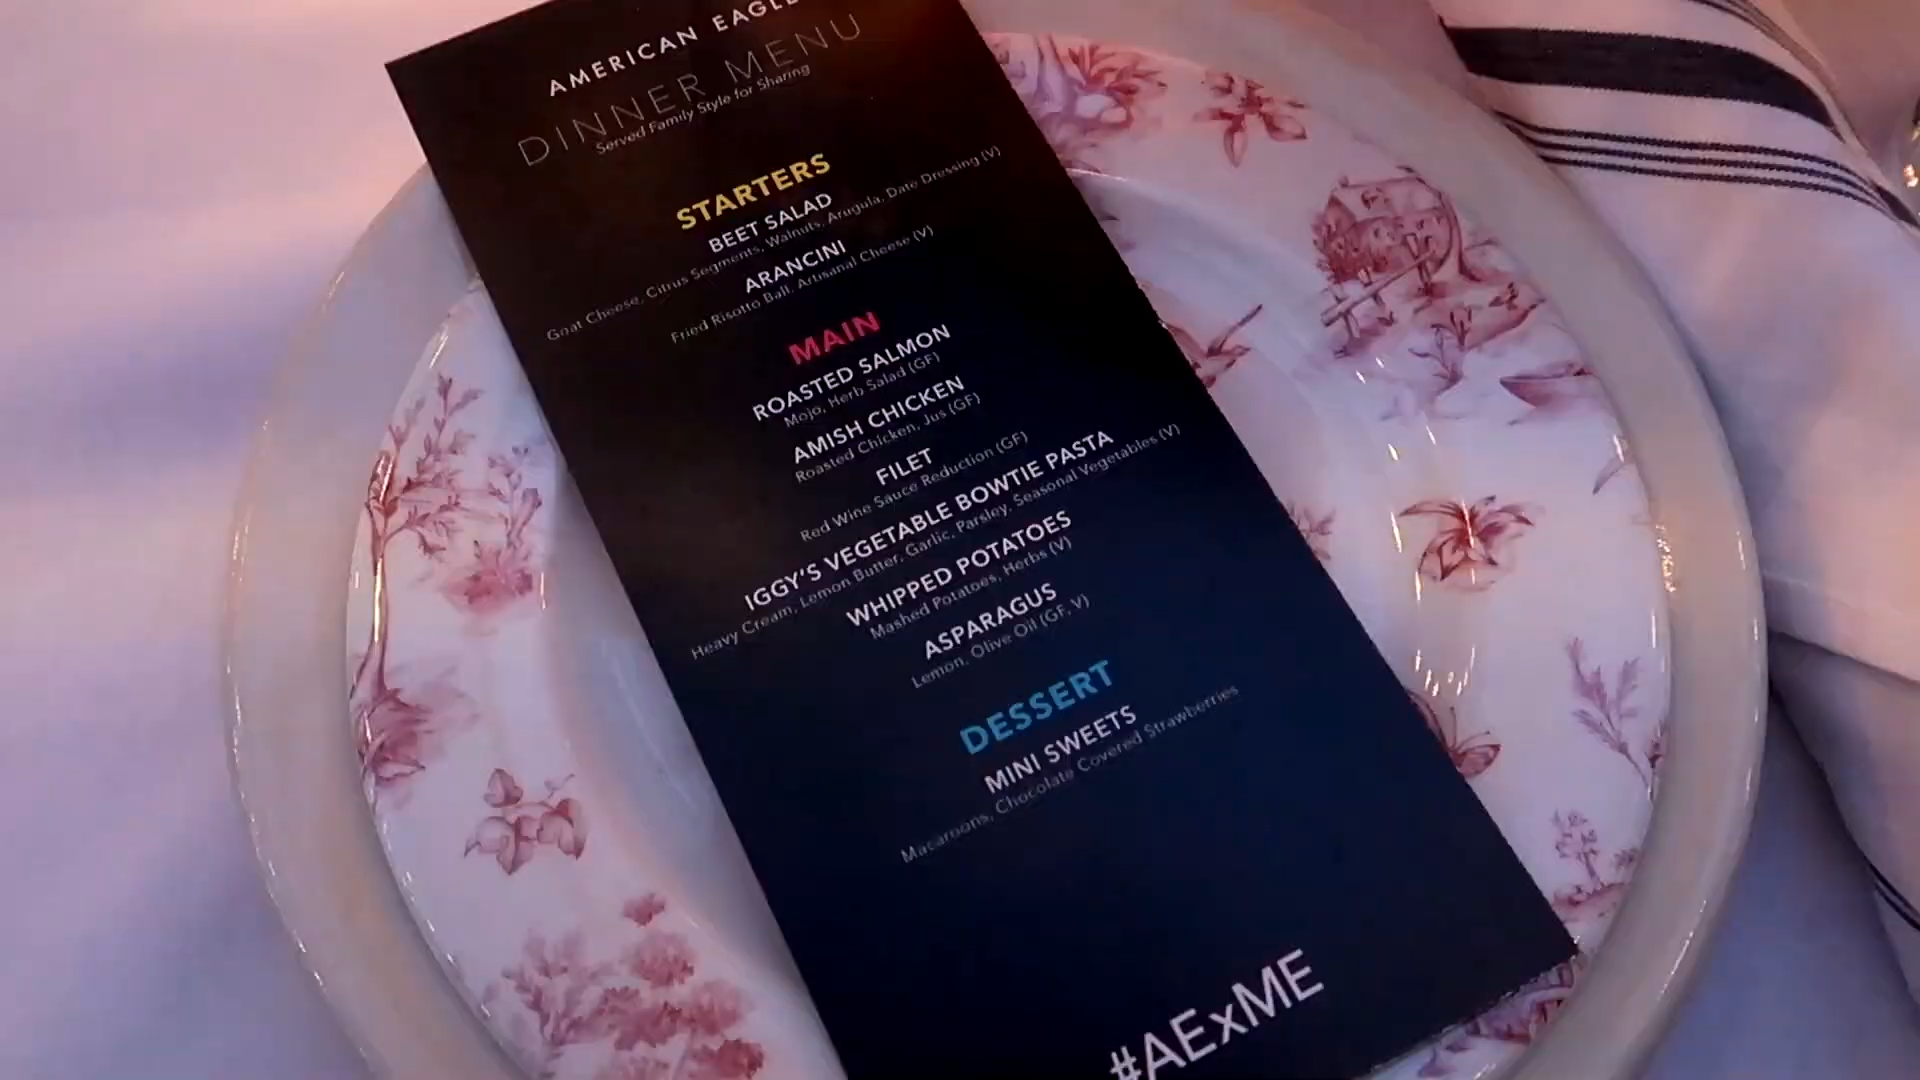 AMERICAN EAGLE
DINNER MENU
Served Family Style for Sharing
STARTERS
BEET SALAD
Goat Cheese, Citrus Segments, Walnuts, Arugula, Date Dressing (V)
ARANCINI
Fried Risotto Ball, Artisanal Cheese (V)
MAIN
ROASTED SALMON
Mojo, Herb Salad (GF)
AMISH CHICKEN
Roasted Chicken, Jus (GF)
FILET
Red Wine Sauce Reduction (GF)
IGGY'S VEGETABLE BOWTIE PASTA
Heavy Cream, Lemon Butter, Garlic, Parsley, Seasonal Vegetables (V)
WHIPPED POTATOES
Mashed Potatoes, Herbs (V)
ASPARAGUS
Lemon, Olive Oil (GF, V)
DESSERT
MINI SWEETS
Macaroons, Chocolate Covered Strawberries
#AExME